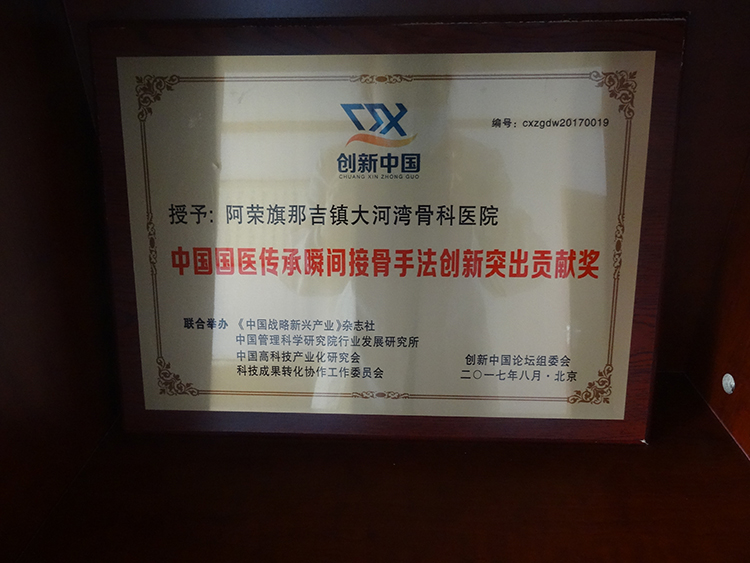 CXZ
编号：cxzgdw20170019
创新中国
CHUANG XIN ZHONG GUO
授予：阿荣旗那吉镇大河湾骨科医院
中国国医传承瞬间接骨手法创新突出贡献奖
联合举办 《中国战略新兴产业》杂志社
中国管理科学研究院行业发展研究所
中国高科技产业化研究会
科技成果转化协作工作委员会
创新中国论坛组委会
二〇一七年八月·北京